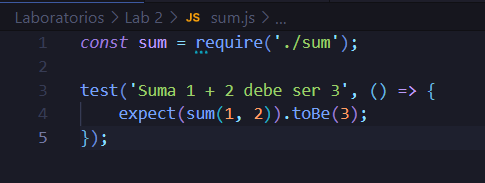 Laboratorios > Lab 2 > JS sum.js > ...
1 const sum = require('./sum');
2
3 test('Suma 1 + 2 debe ser 3', () => {
4     expect(sum(1, 2)).toBe(3);
5 });